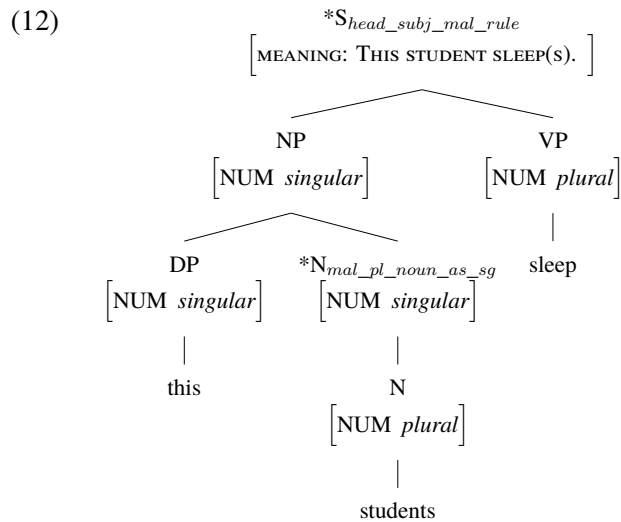 (12)
*S_head_subj_mal_rule
[MEANING: THIS STUDENT SLEEP(S). ]
NP VP
[NUM singular] [NUM plural]
DP *N_mal_pl_noun_as_sg sleep
[NUM singular] [NUM singular]
this N
[NUM plural]
students